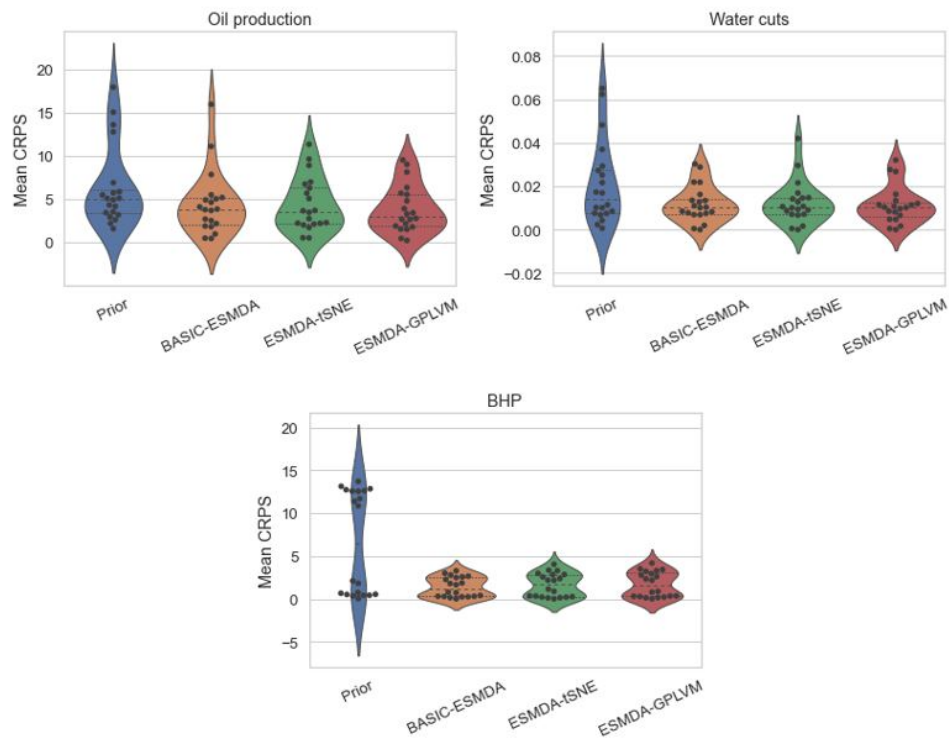 Oil production
Mean CRPS
20
15
10
5
0
Prior
BASIC-ESMDA
ESMDA-tSNE
ESMDA-GPLVM
Water cuts
Mean CRPS
0.08
0.06
0.04
0.02
0.00
−0.02
Prior
BASIC-ESMDA
ESMDA-tSNE
ESMDA-GPLVM
BHP
Mean CRPS
20
15
10
5
0
−5
Prior
BASIC-ESMDA
ESMDA-tSNE
ESMDA-GPLVM